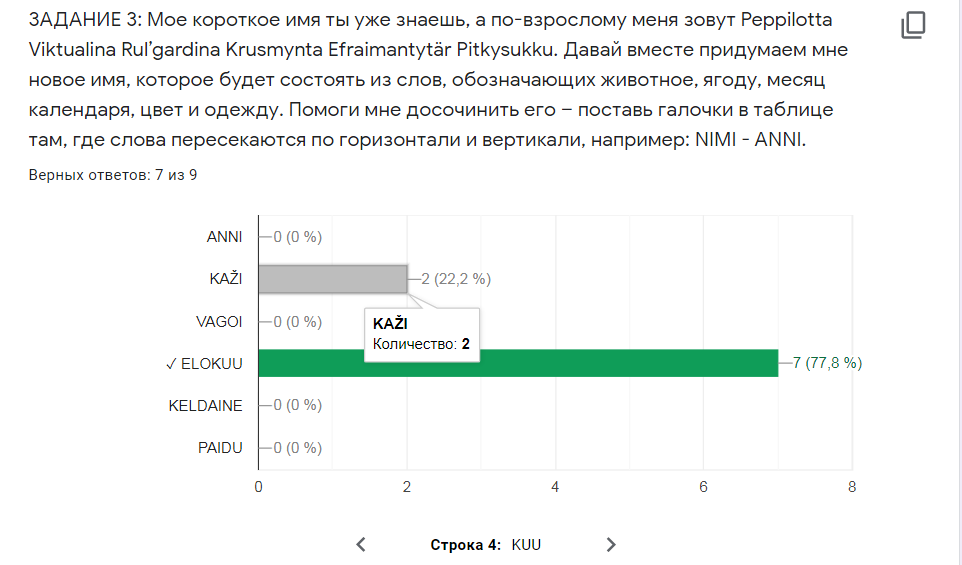 ЗАДАНИЕ 3: Мое короткое имя ты уже знаешь, а по-взрослому меня зовут Peppilotta
Viktualina Rul’gardina Krusmynta Efraimantytär Pitkysukku. Давай вместе придумаем мне
новое имя, которое будет состоять из слов, обозначающих животное, ягоду, месяц
календаря, цвет и одежду. Помоги мне досочинить его – поставь галочки в таблице
там, где слова пересекаются по горизонтали и вертикали, например: NIMI - ANNI.
Верных ответов: 7 из 9
ANNI 0 (0 %)
KAŽI 2 (22,2 %)
VAGOI 0 (0 %)
KAŽI
Количество: 2
✓ ELOKUU 7 (77,8 %)
KELDAINE 0 (0 %)
PAIDU 0 (0 %)
0 2 4 6 8
Строка 4: KUU